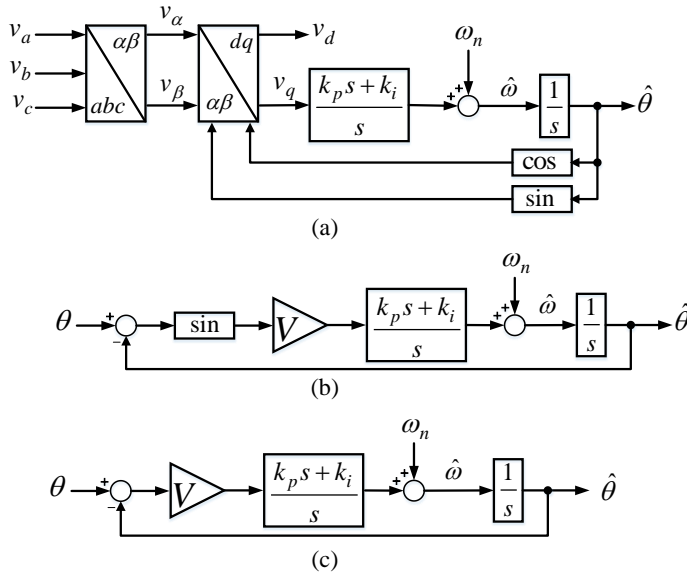 v_a
v_b
v_c
αβ
abc
v_α
v_β
dq
αβ
v_d
v_q
k_p s + k_i
s
ω_n
+
+
ω̂
1
s
θ̂
cos
sin
(a)
θ
+
−
sin
V
k_p s + k_i
s
ω_n
+
+
ω̂
1
s
θ̂
(b)
θ
+
−
V
k_p s + k_i
s
ω_n
+
+
ω̂
1
s
θ̂
(c)